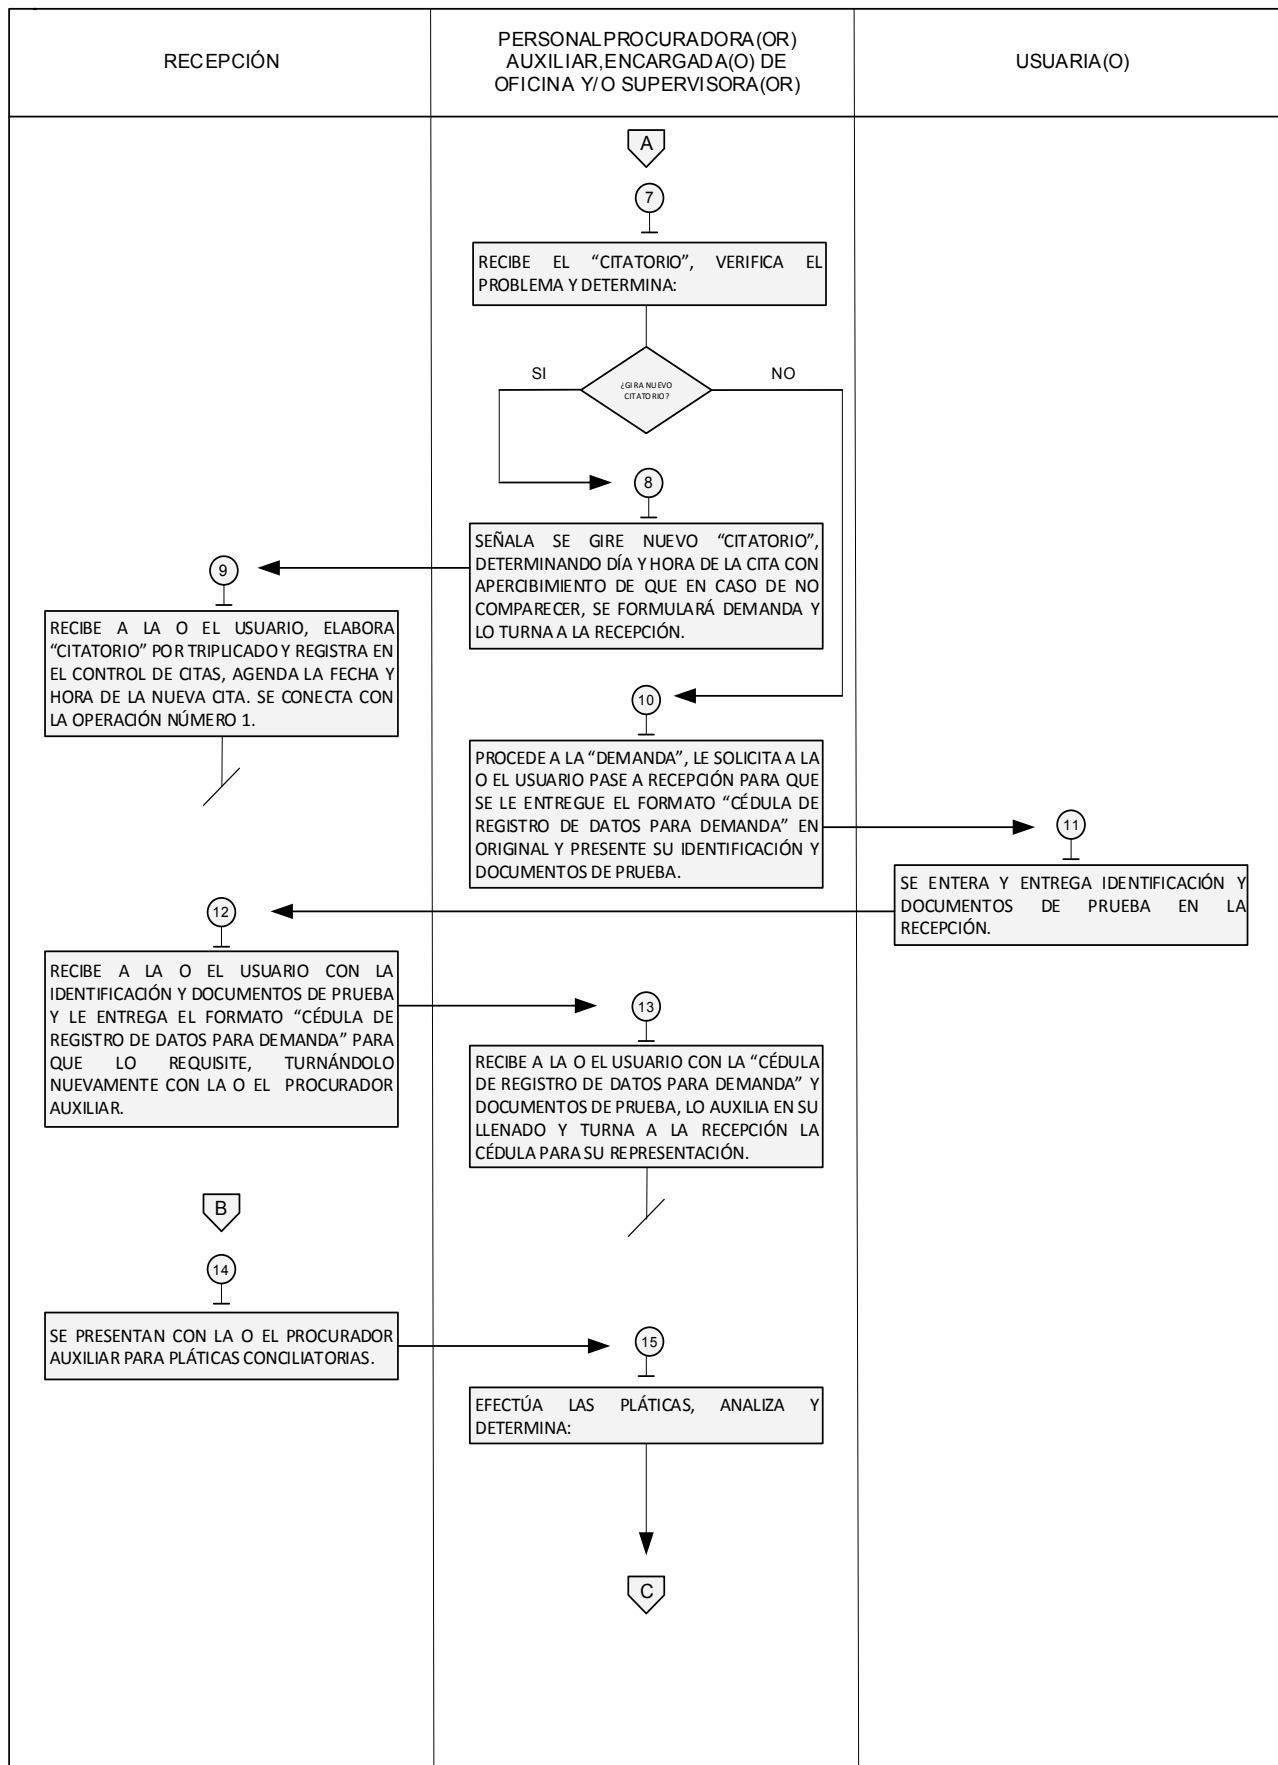 RECEPCIÓN
PERSONAL PROCURADORA(OR)
AUXILIAR, ENCARGADA(O) DE
OFICINA Y/O SUPERVISORA(OR)
USUARIA(O)
A
7
RECIBE EL “CITATORIO”, VERIFICA EL
PROBLEMA Y DETERMINA:
SI
¿GIRA NUEVO
CITATORIO?
NO
8
SEÑALA SE GIRE NUEVO “CITATORIO”,
DETERMINANDO DÍA Y HORA DE LA CITA CON
APERCIBIMIENTO DE QUE EN CASO DE NO
COMPARECER, SE FORMULARÁ DEMANDA Y
LO TURNA A LA RECEPCIÓN.
9
RECIBE A LA O EL USUARIO, ELABORA
“CITATORIO” POR TRIPLICADO Y REGISTRA EN
EL CONTROL DE CITAS, AGENDA LA FECHA Y
HORA DE LA NUEVA CITA. SE CONECTA CON
LA OPERACIÓN NÚMERO 1.
10
PROCEDE A LA “DEMANDA”, LE SOLICITA A LA
O EL USUARIO PASE A RECEPCIÓN PARA QUE
SE LE ENTREGUE EL FORMATO “CÉDULA DE
REGISTRO DE DATOS PARA DEMANDA” EN
ORIGINAL Y PRESENTE SU IDENTIFICACIÓN Y
DOCUMENTOS DE PRUEBA.
11
SE ENTERA Y ENTREGA IDENTIFICACIÓN Y
DOCUMENTOS DE PRUEBA EN LA
RECEPCIÓN.
12
RECIBE A LA O EL USUARIO CON LA
IDENTIFICACIÓN Y DOCUMENTOS DE PRUEBA
Y LE ENTREGA EL FORMATO “CÉDULA DE
REGISTRO DE DATOS PARA DEMANDA” PARA
QUE LO REQUISITE, TURNÁNDOLO
NUEVAMENTE CON LA O EL PROCURADOR
AUXILIAR.
13
RECIBE A LA O EL USUARIO CON LA “CÉDULA
DE REGISTRO DE DATOS PARA DEMANDA” Y
DOCUMENTOS DE PRUEBA, LO AUXILIA EN SU
LLENADO Y TURNA A LA RECEPCIÓN LA
CÉDULA PARA SU REPRESENTACIÓN.
B
14
SE PRESENTAN CON LA O EL PROCURADOR
AUXILIAR PARA PLÁTICAS CONCILIATORIAS.
15
EFECTÚA LAS PLÁTICAS, ANALIZA Y
DETERMINA:
C